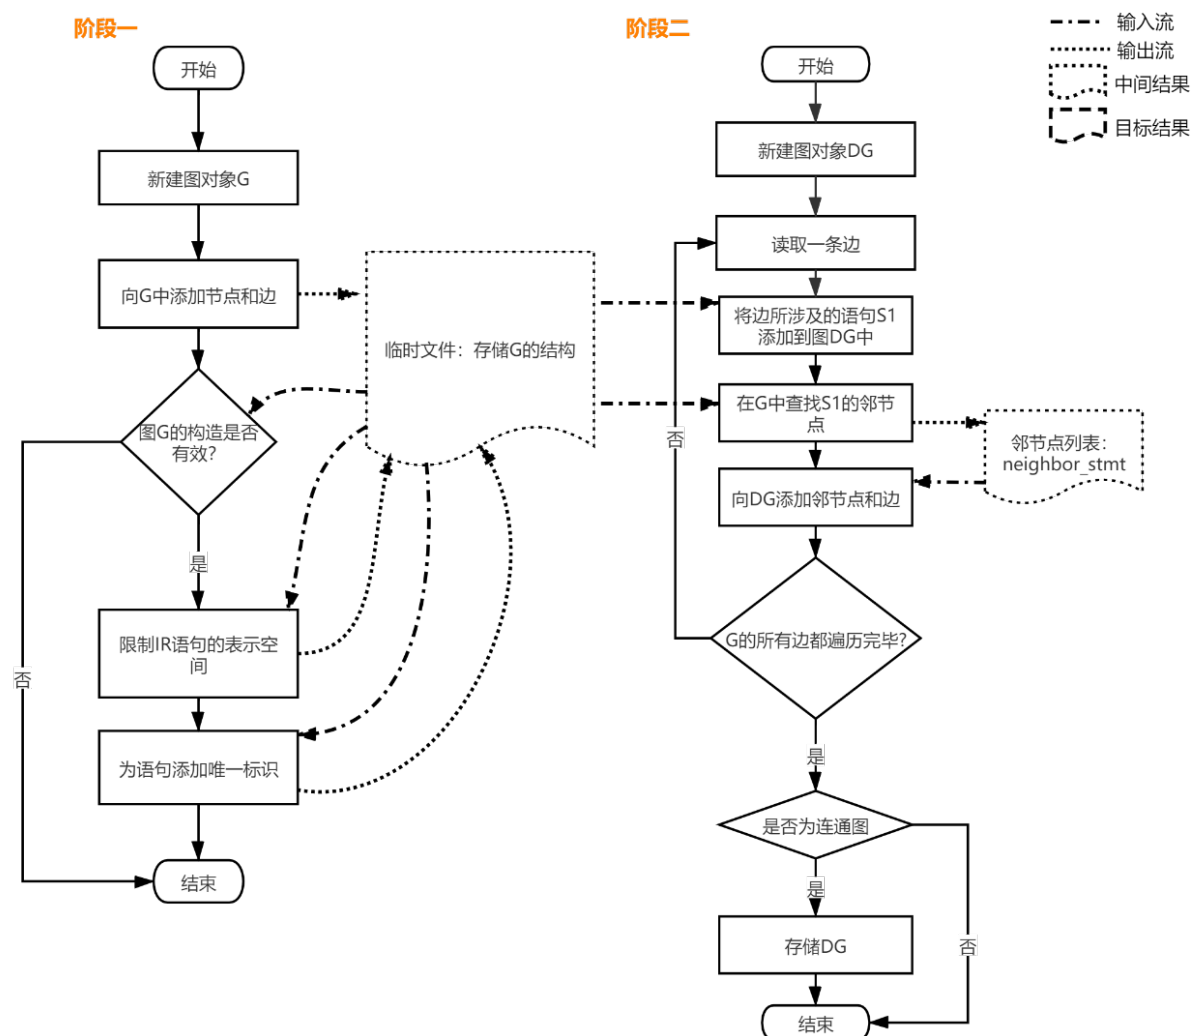 阶段一
开始
新建图对象G
向G中添加节点和边
图G的构造是否
有效?
是
否
限制IR语句的表示空
间
为语句添加唯一标识
结束
临时文件：存储G的结构
阶段二
开始
新建图对象DG
读取一条边
将边所涉及的语句S1
添加到图DG中
在G中查找S1的邻节
点
向DG添加邻节点和边
否
G的所有边都遍历完毕?
是
是否为连通图
是
否
存储DG
结束
邻节点列表：
neighbor_stmt
输入流
输出流
中间结果
目标结果